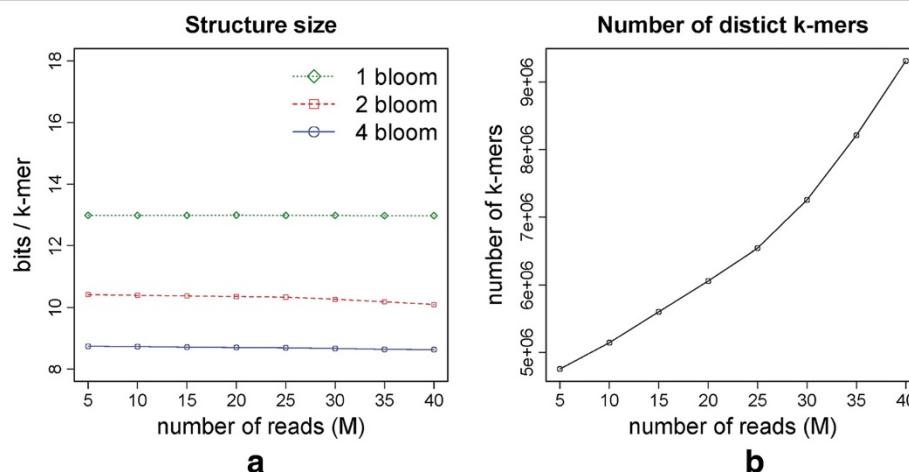 Structure size
bits / k-mer
18
16
14
12
10
8
1 bloom
2 bloom
4 bloom
5 10 15 20 25 30 35 40
number of reads (M)
a
Number of distict k-mers
number of k-mers
9e+06
8e+06
7e+06
6e+06
5e+06
5 10 15 20 25 30 35 40
number of reads (M)
b